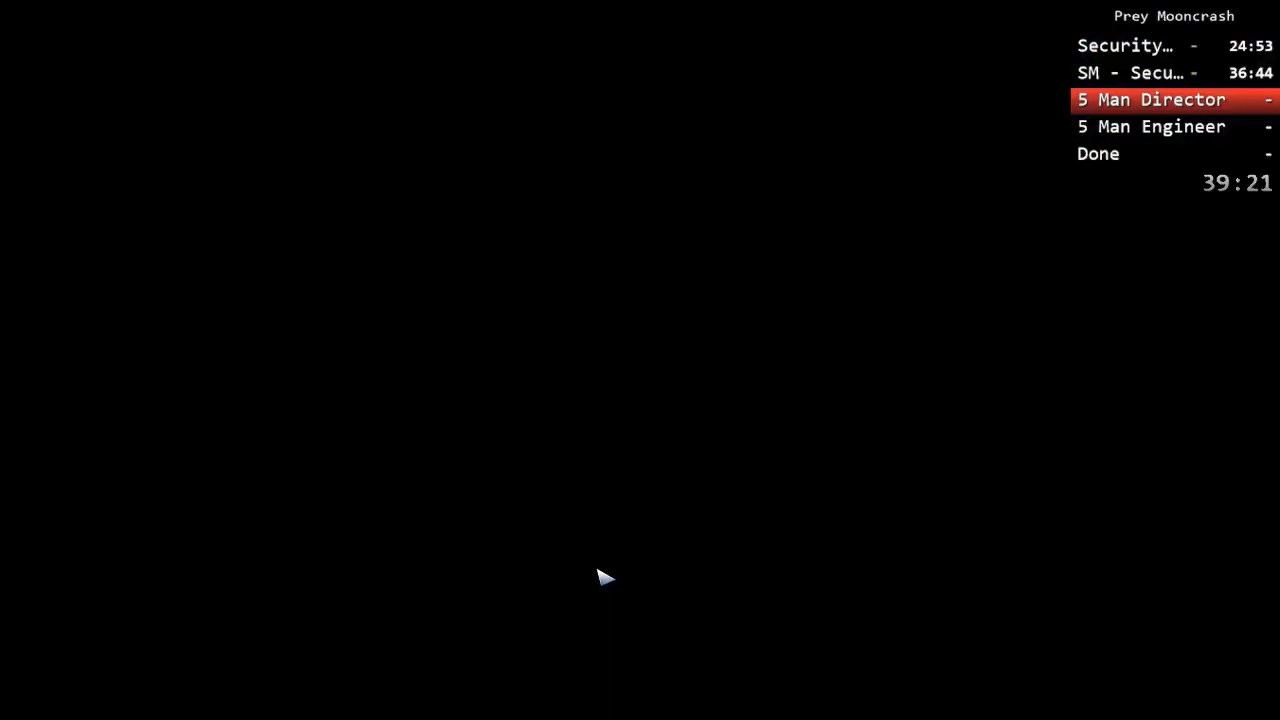 Prey Mooncrash
Security… - 24:53
SM - Secu… - 36:44
5 Man Director -
5 Man Engineer -
Done -
39:21